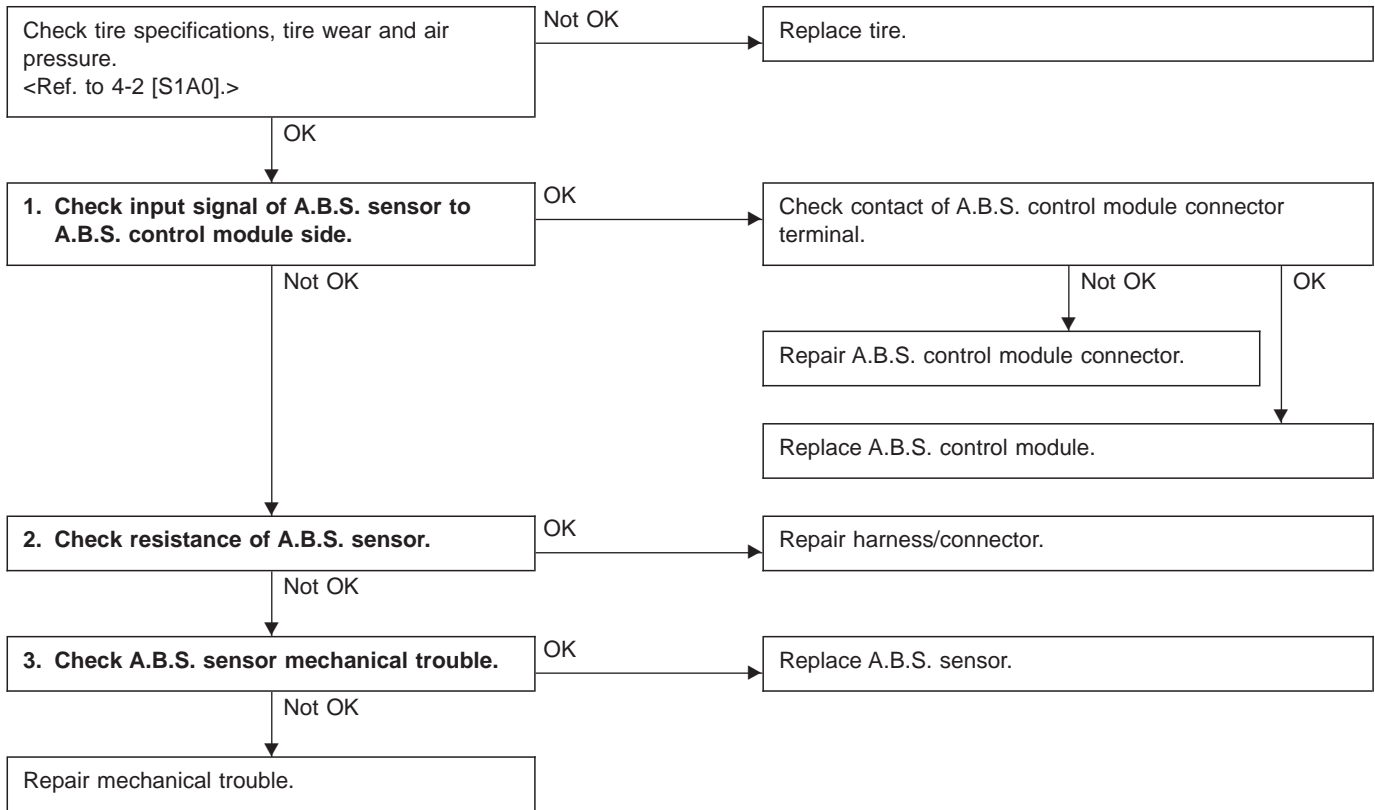 Check tire specifications, tire wear and air
pressure.
<Ref. to 4-2 [S1A0].>
Not OK
Replace tire.
OK
1. Check input signal of A.B.S. sensor to
A.B.S. control module side.
OK
Check contact of A.B.S. control module connector
terminal.
Not OK
Not OK
OK
Repair A.B.S. control module connector.
Replace A.B.S. control module.
2. Check resistance of A.B.S. sensor.
OK
Repair harness/connector.
Not OK
3. Check A.B.S. sensor mechanical trouble.
OK
Replace A.B.S. sensor.
Not OK
Repair mechanical trouble.